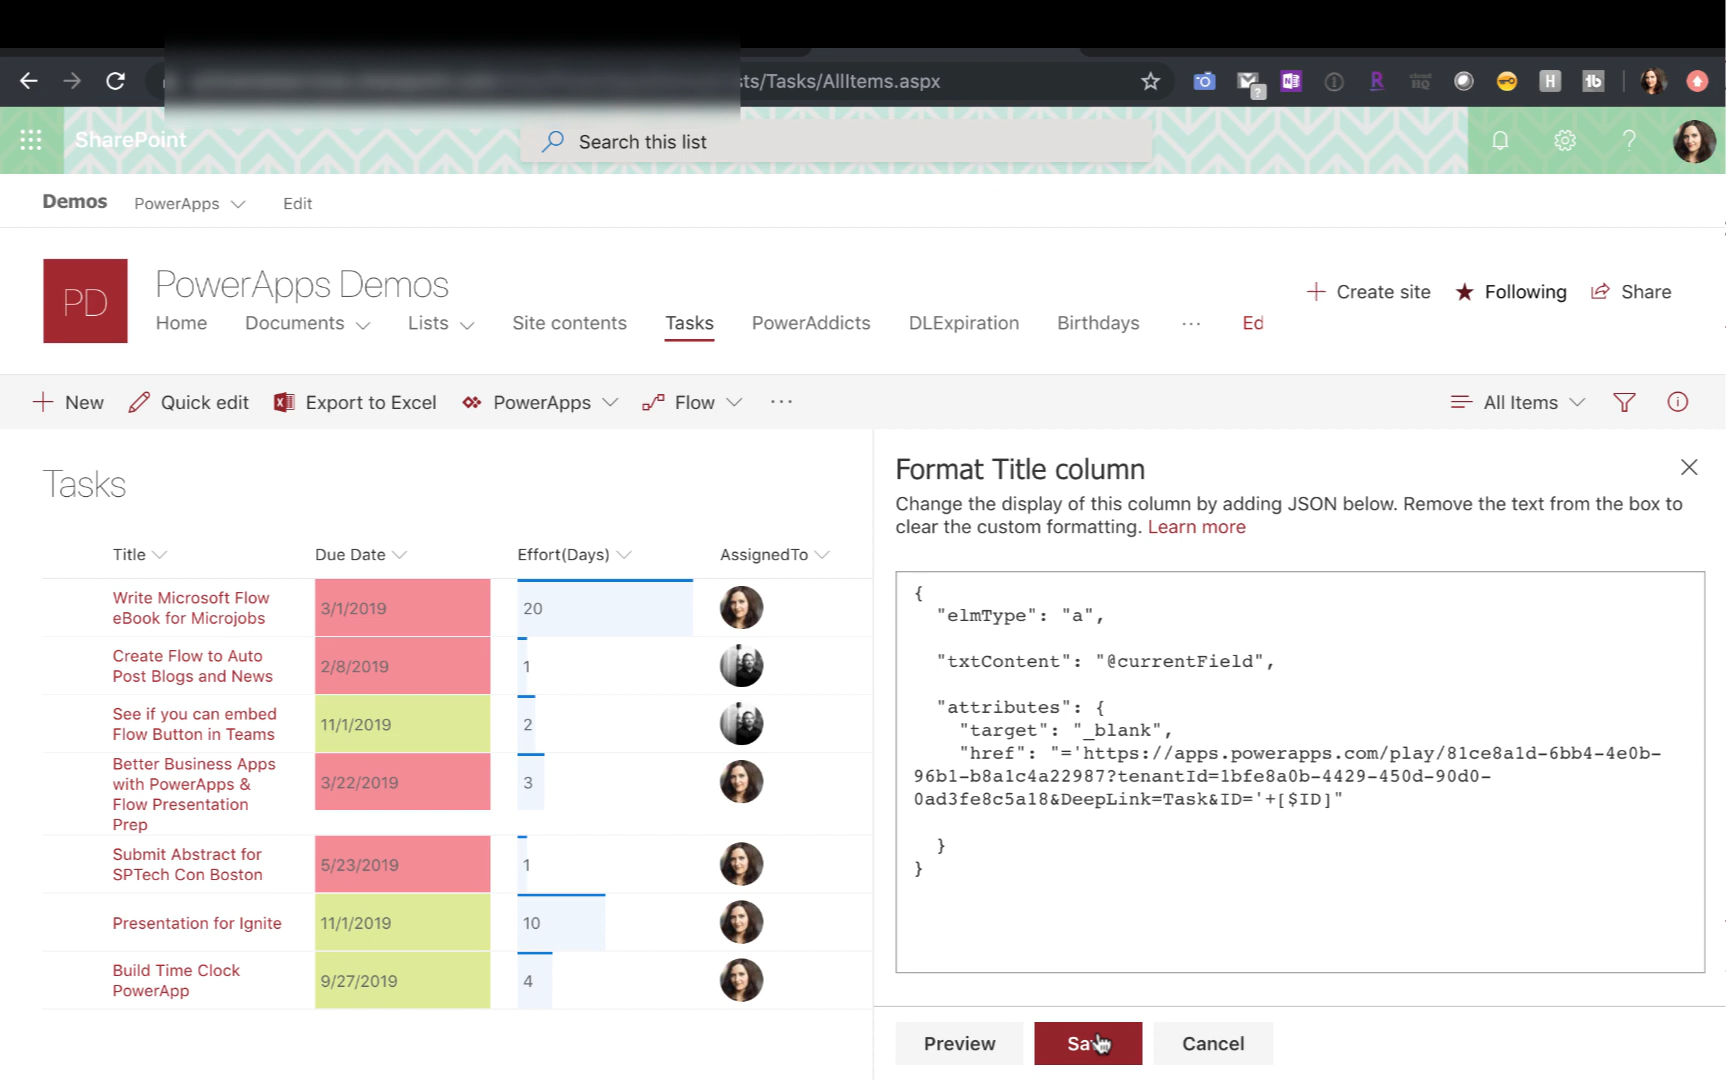 sts/Tasks/AllItems.aspx
SharePoint
Search this list
Demos
PowerApps
Edit
PD
PowerApps Demos
Create site
Following
Share
Home
Documents
Lists
Site contents
Tasks
PowerAddicts
DLExpiration
Birthdays
···
Ed
New
Quick edit
Export to Excel
PowerApps
Flow
···
All Items
Tasks
Title
Due Date
Effort(Days)
AssignedTo
Write Microsoft Flow
eBook for Microjobs
3/1/2019
20
Create Flow to Auto
Post Blogs and News
2/8/2019
1
See if you can embed
Flow Button in Teams
11/1/2019
2
Better Business Apps
with PowerApps &
Flow Presentation
Prep
3/22/2019
3
Submit Abstract for
SPTech Con Boston
5/23/2019
1
Presentation for Ignite
11/1/2019
10
Build Time Clock
PowerApp
9/27/2019
4
Format Title column
Change the display of this column by adding JSON below. Remove the text from the box to
clear the custom formatting. Learn more
{
"elmType": "a",
"txtContent": "@currentField",
"attributes": {
"target": "_blank",
"href": "='https://apps.powerapps.com/play/81ce8a1d-6bb4-4e0b-
96b1-b8a1c4a22987?tenantId=1bfe8a0b-4429-450d-90d0-
0ad3fe8c5a18&DeepLink=Task&ID='+[$ID]"
}
}
Preview
Cancel